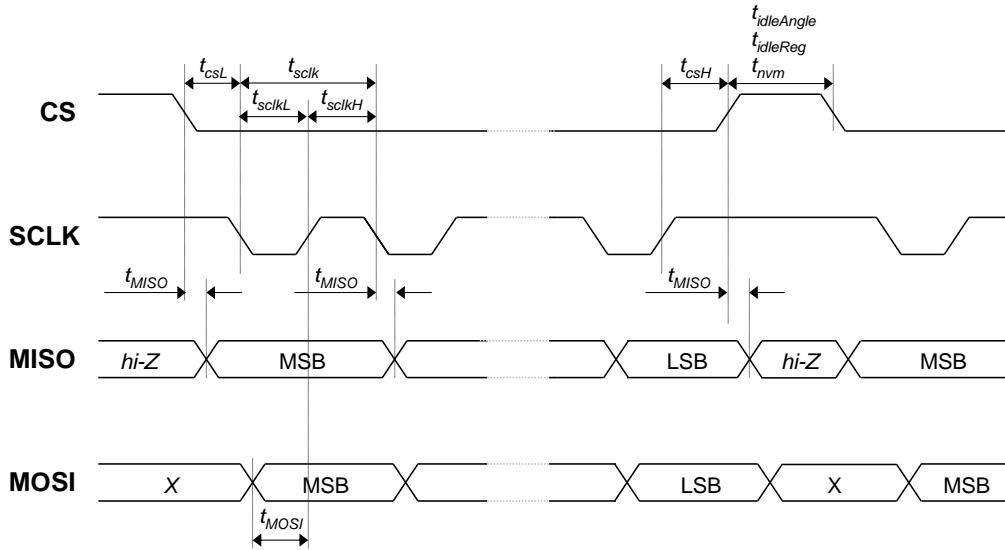 t_idleAngle
t_idleReg
t_csL t_sclk t_csH t_nvm
CS t_sclkL t_sclkH
SCLK
t_MISO t_MISO t_MISO
MISO hi-Z MSB LSB hi-Z MSB
MOSI X MSB LSB X MSB
t_MOSI